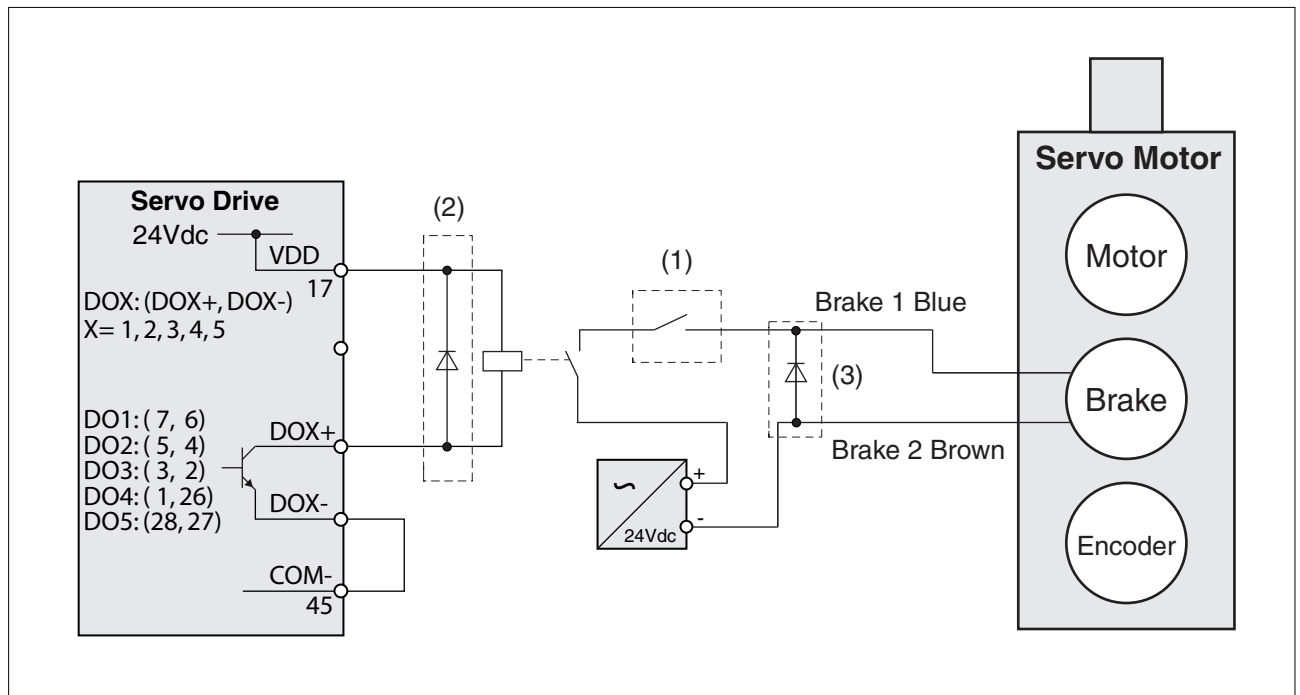 Servo Drive
24Vdc
VDD
17
DOX: (DOX+, DOX-)
X= 1, 2, 3, 4, 5
DO1: ( 7, 6)
DO2: ( 5, 4)
DO3: ( 3, 2)
DO4: ( 1, 26)
DO5: (28, 27)
DOX+
DOX-
COM-
45
(2)
(1)
Brake 1 Blue
(3)
Brake 2 Brown
+
-
24Vdc
Servo Motor
Motor
Brake
Encoder